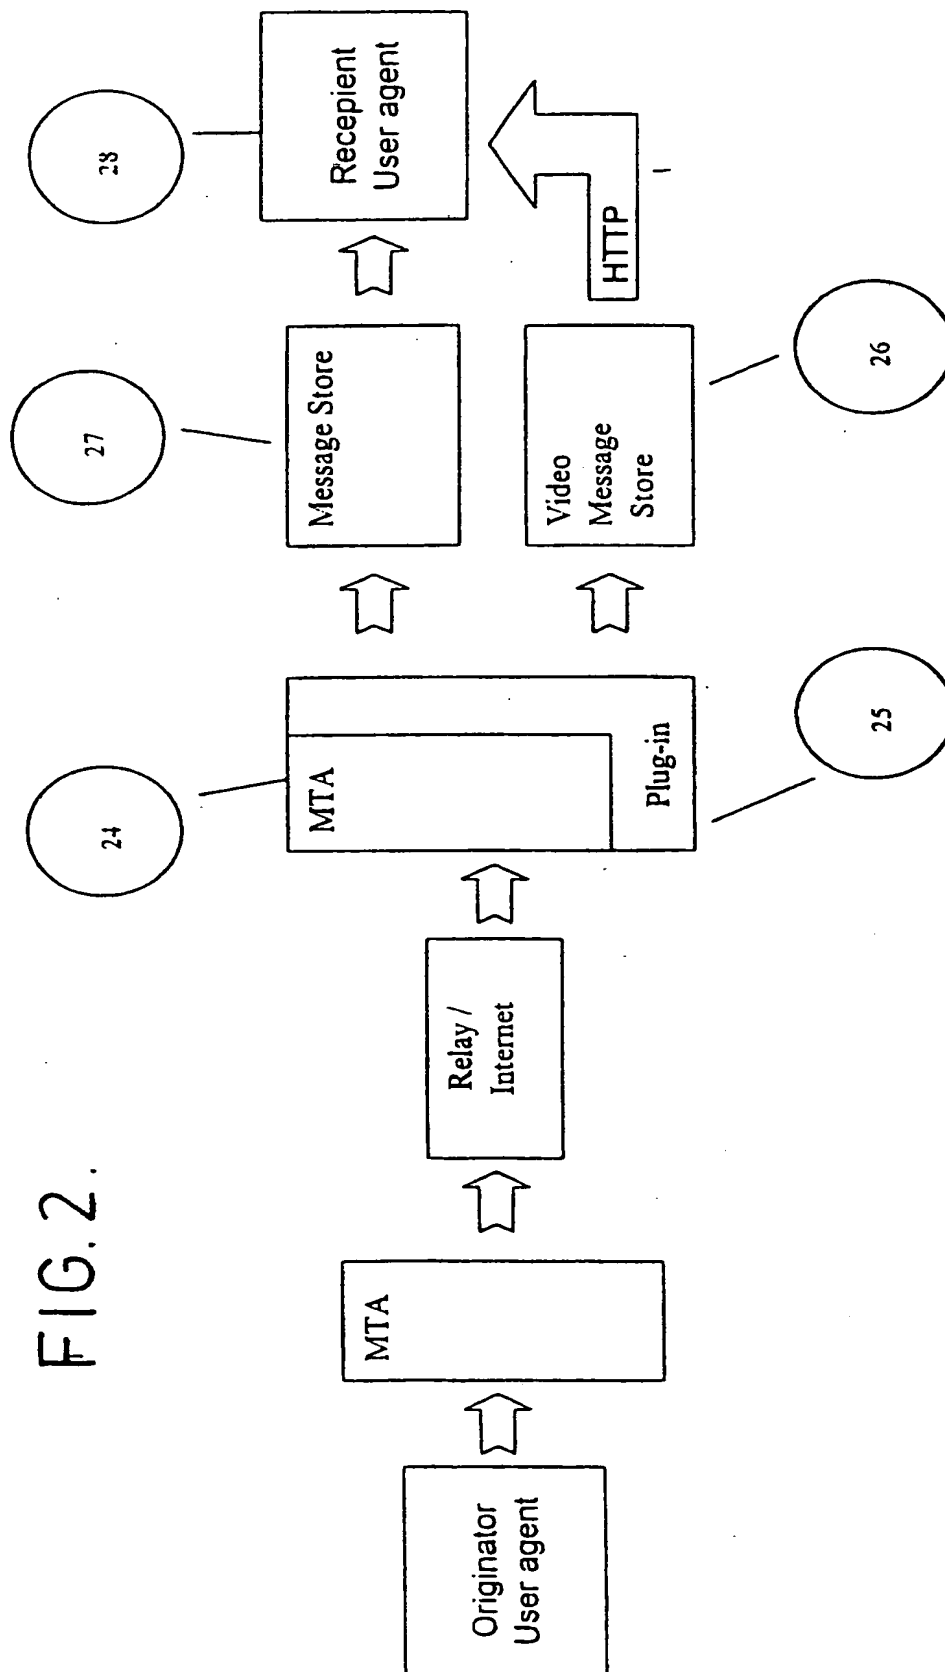 FIG. 2.
Originator
User agent
MTA
Relay /
Internet
24
MTA
Plug-in
25
27
Message Store
Video
Message
Store
26
28
Recepient
User agent
HTTP